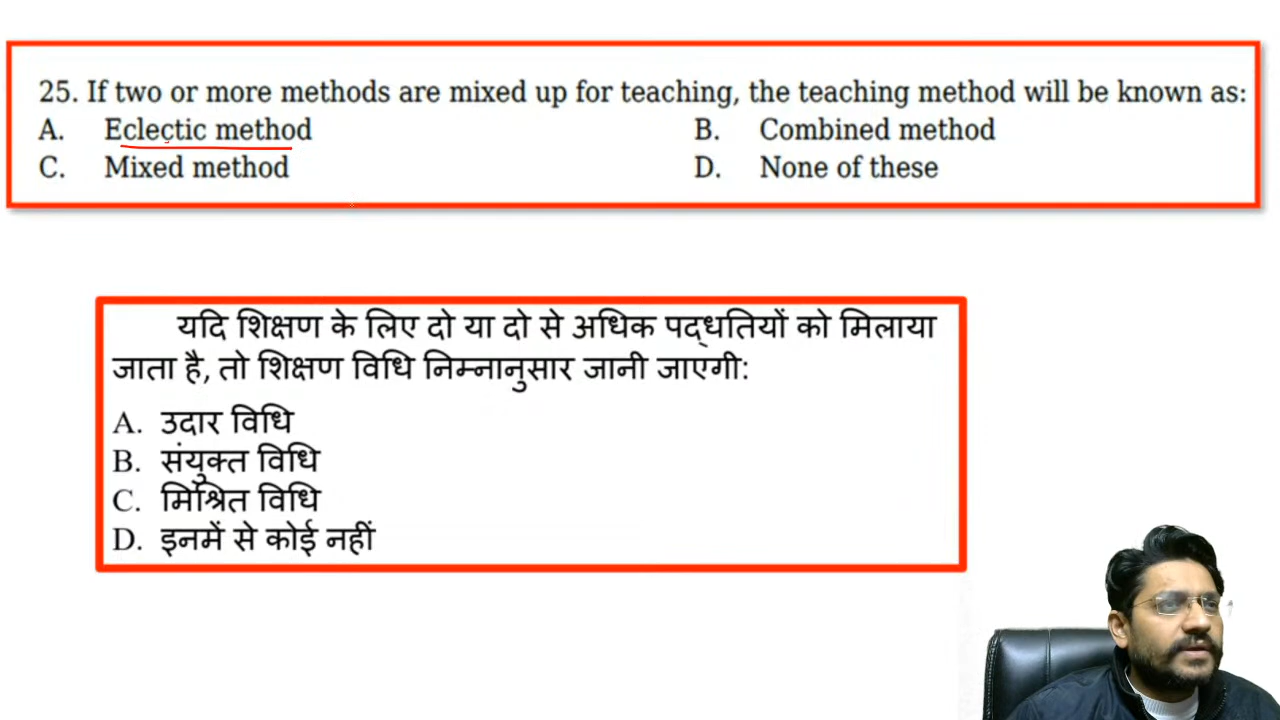 25. If two or more methods are mixed up for teaching, the teaching method will be known as:
A. Eclectic method B. Combined method
C. Mixed method D. None of these
यदि शिक्षण के लिए दो या दो से अधिक पद्धतियों को मिलाया
जाता है, तो शिक्षण विधि निम्नानुसार जानी जाएगी:
A. उदार विधि
B. संयुक्त विधि
C. मिश्रित विधि
D. इनमें से कोई नहीं